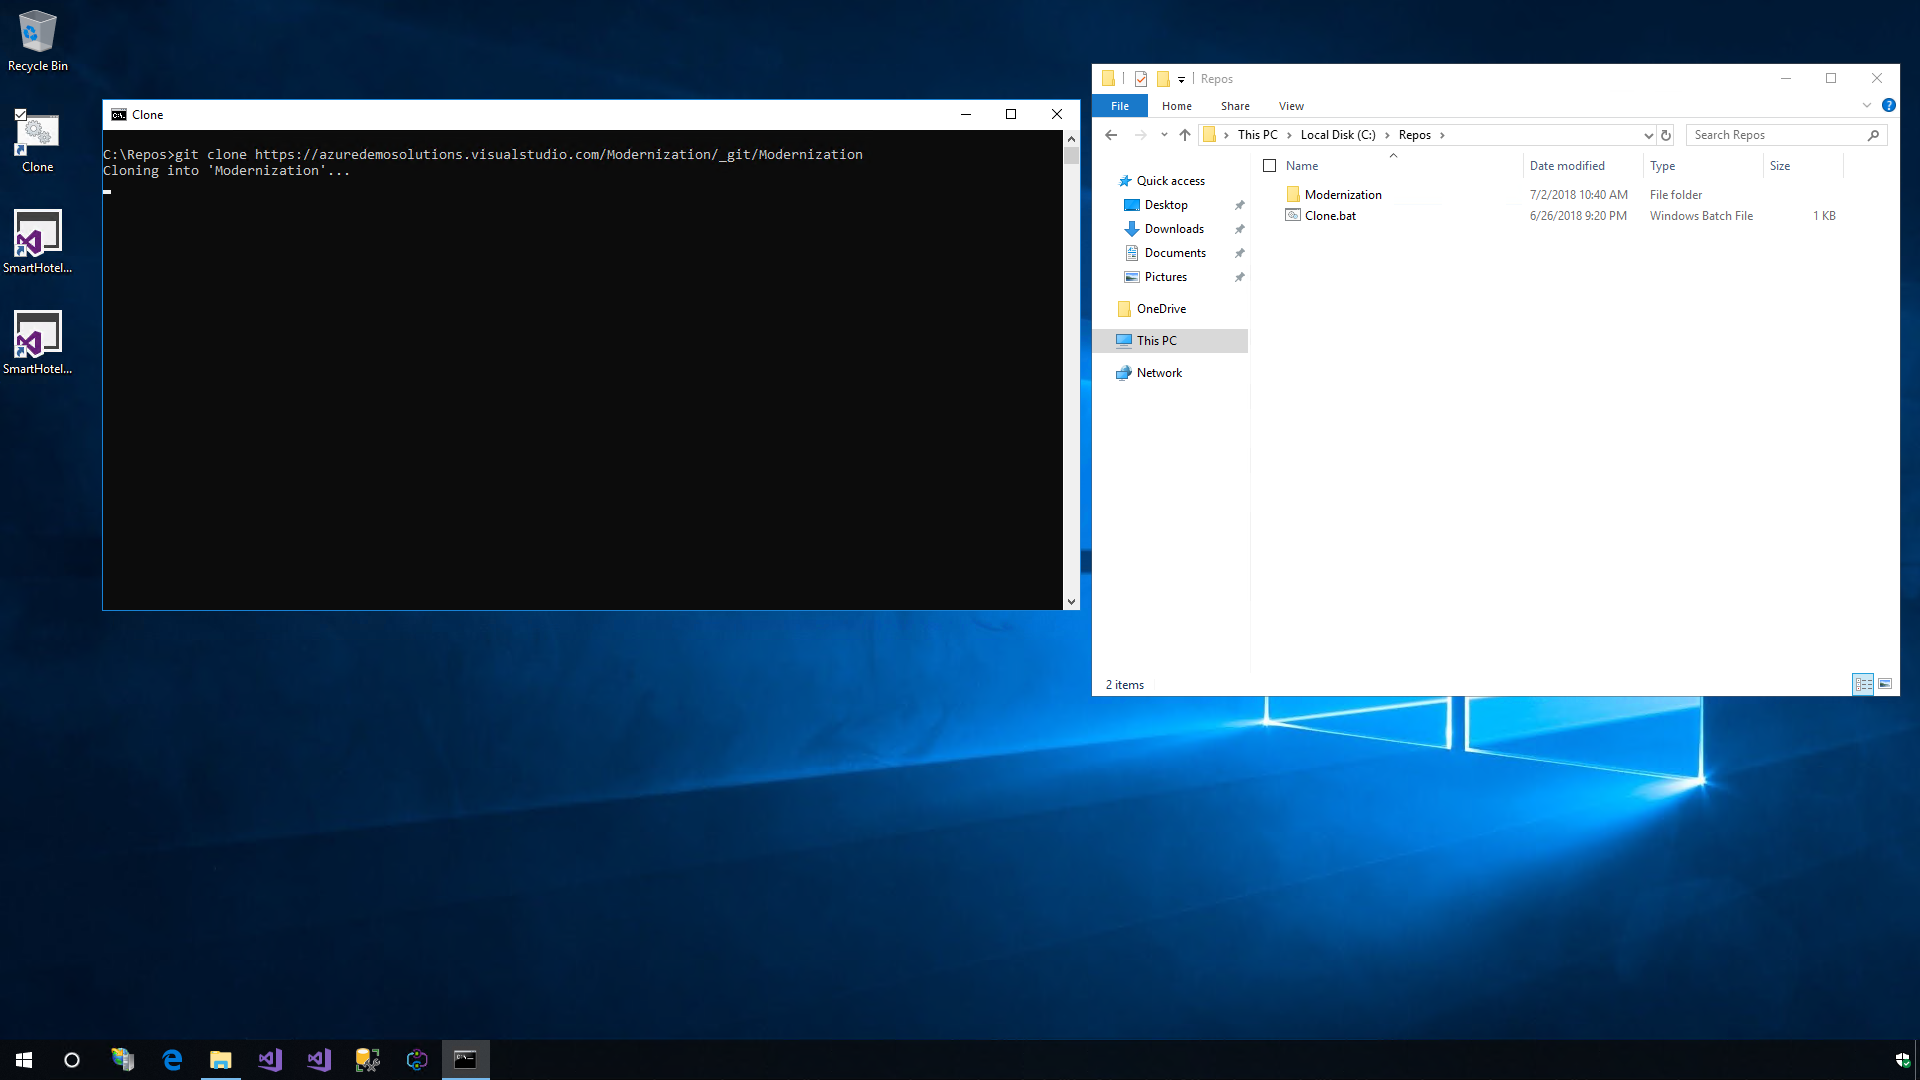 Recycle Bin
Clone
SmartHotel...
SmartHotel...
Clone
C:\Repos>git clone https://azuredemosolutions.visualstudio.com/Modernization/_git/Modernization
Cloning into 'Modernization'...
Repos
File Home Share View
This PC Local Disk (C:) Repos
Search Repos
Quick access
Desktop
Downloads
Documents
Pictures
OneDrive
This PC
Network
Name Date modified Type Size
Modernization 7/2/2018 10:40 AM File folder
Clone.bat 6/26/2018 9:20 PM Windows Batch File 1 KB
2 items